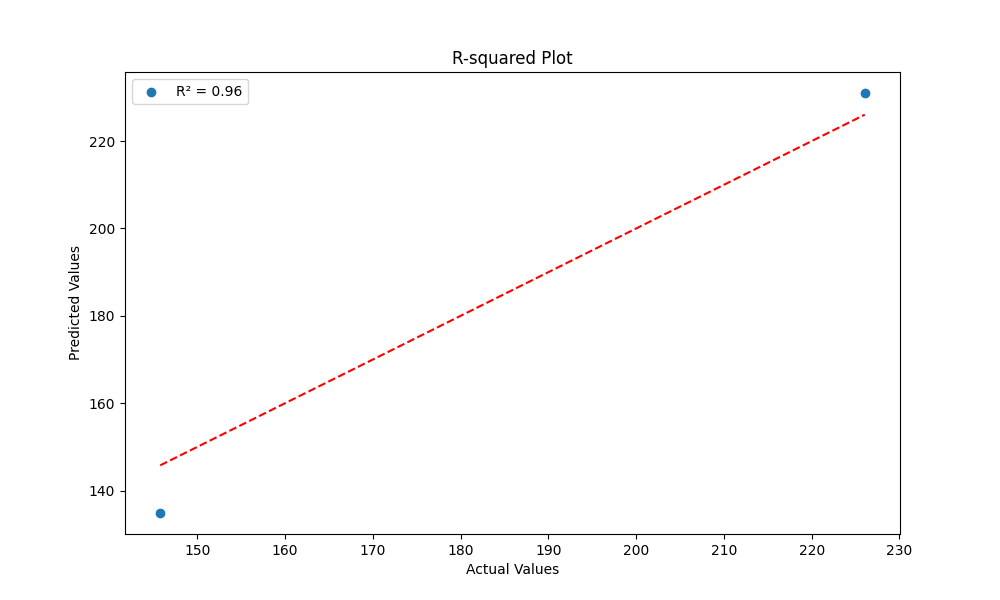 R-squared Plot
R² = 0.96
220
200
180
160
140
Predicted Values
150 160 170 180 190 200 210 220 230
Actual Values